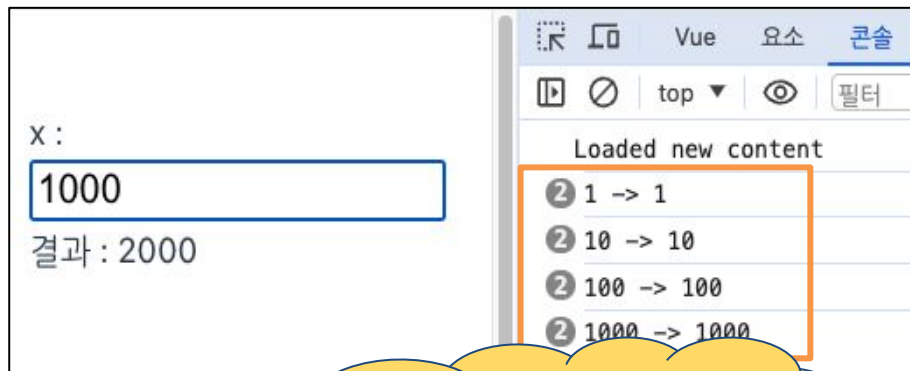 x :
1000
결과 : 2000
Vue 요소 콘솔
top ▼ 필터
Loaded new content
2 1 -> 1
2 10 -> 10
2 100 -> 100
2 1000 -> 1000